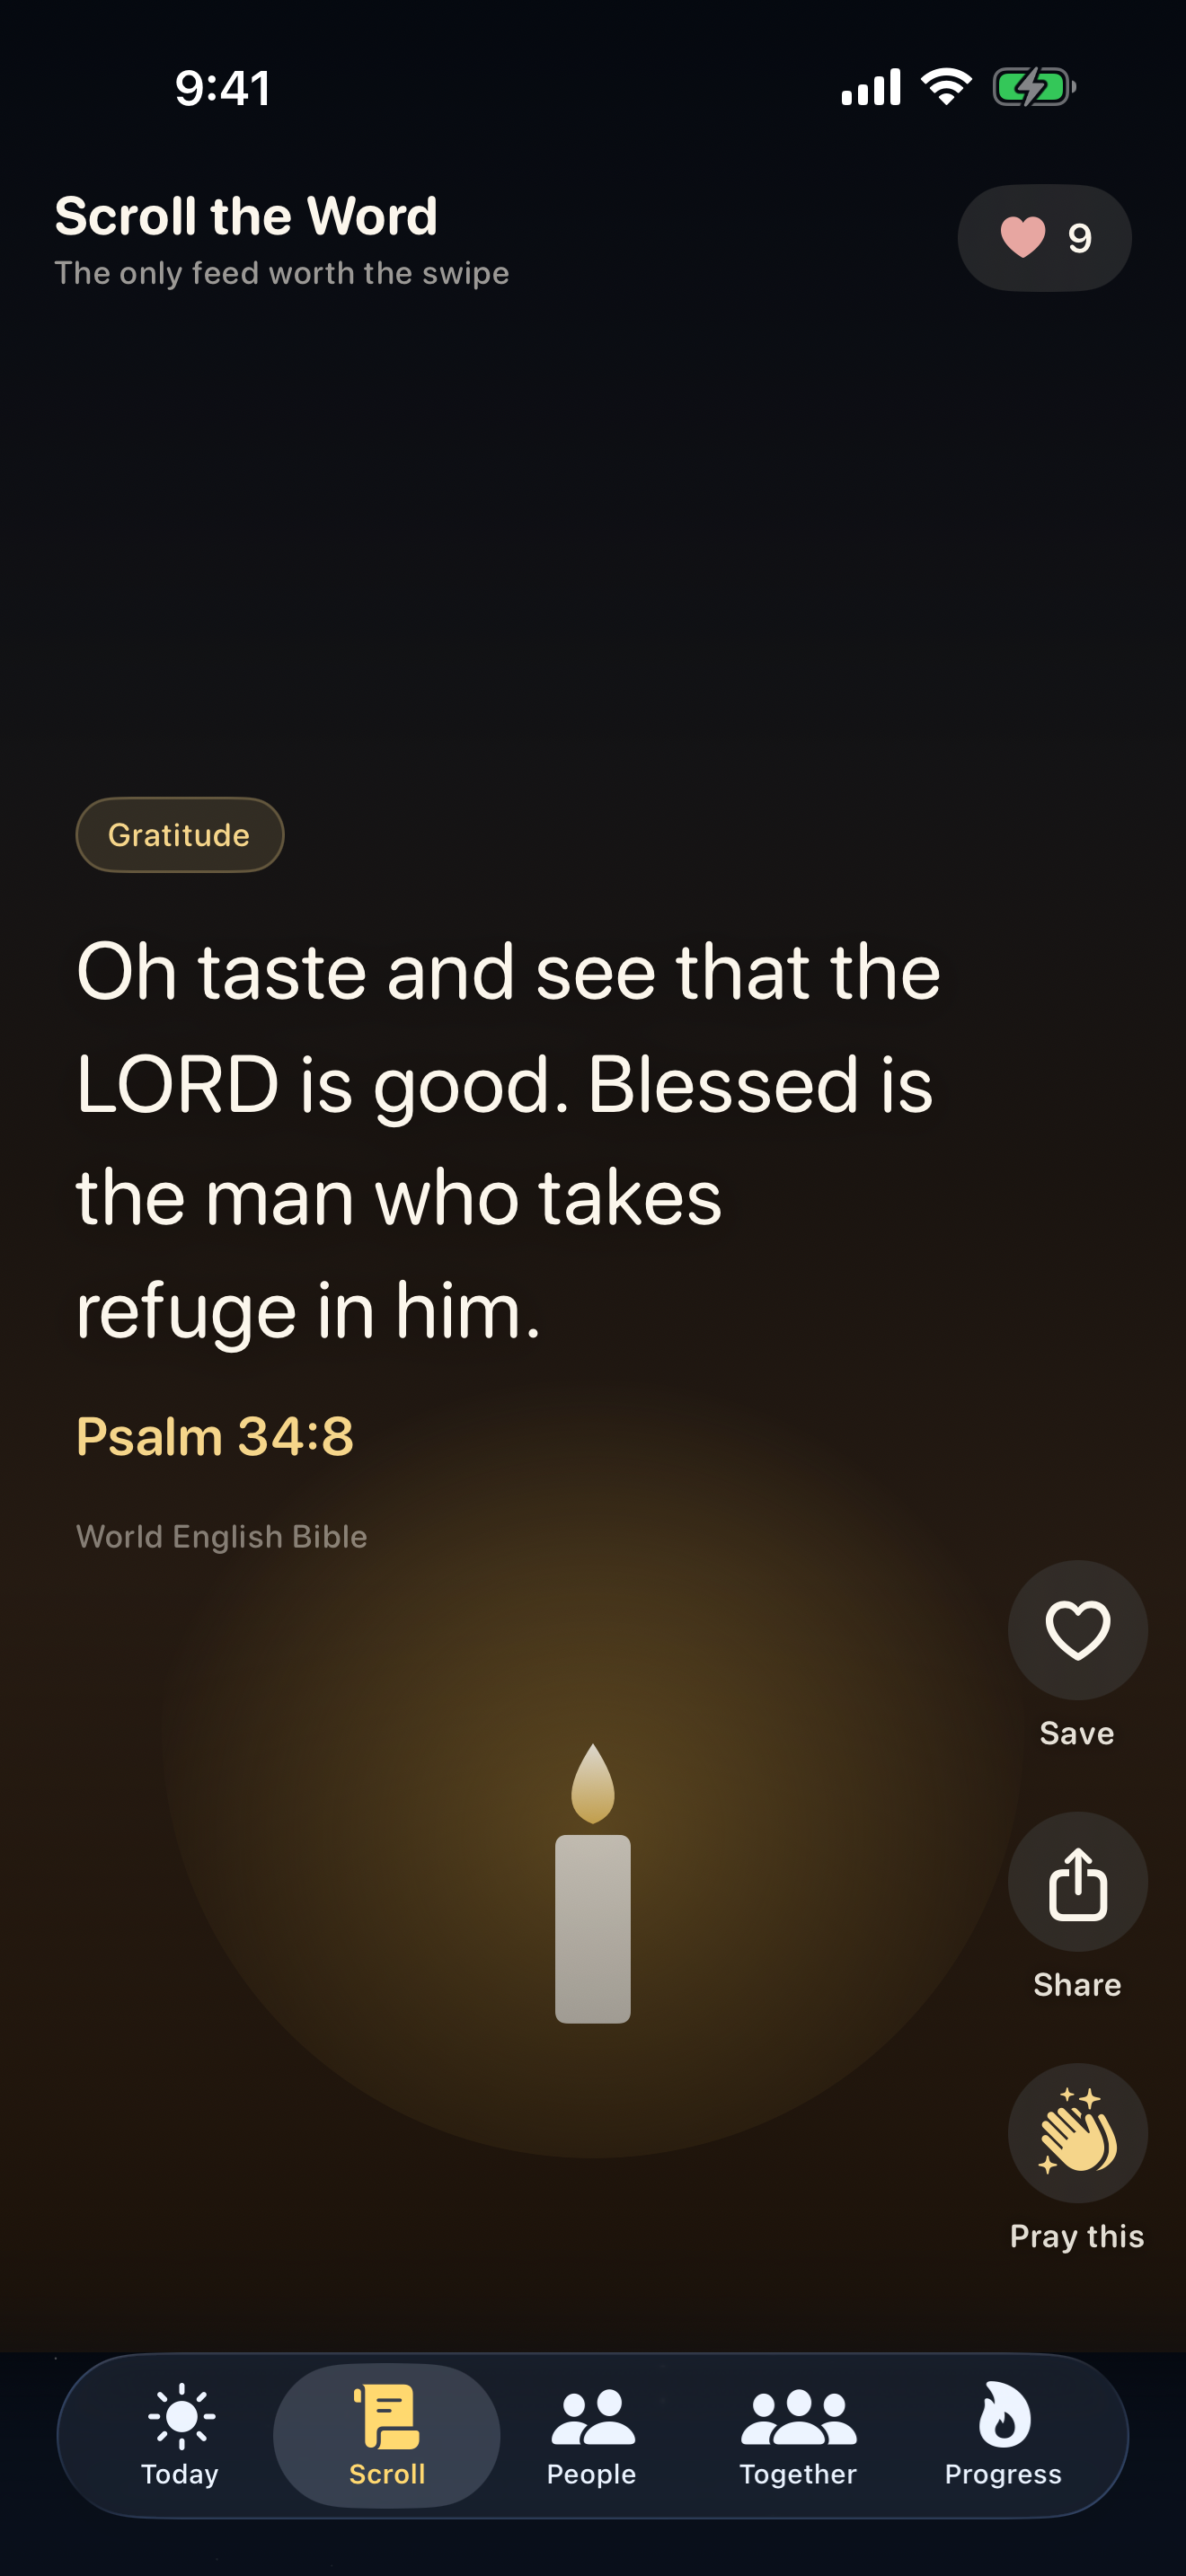 9:41
Scroll the Word
The only feed worth the swipe
9
Gratitude
Oh taste and see that the
LORD is good. Blessed is
the man who takes
refuge in him.
Psalm 34:8
World English Bible
Save
Share
Pray this
Today
Scroll
People
Together
Progress